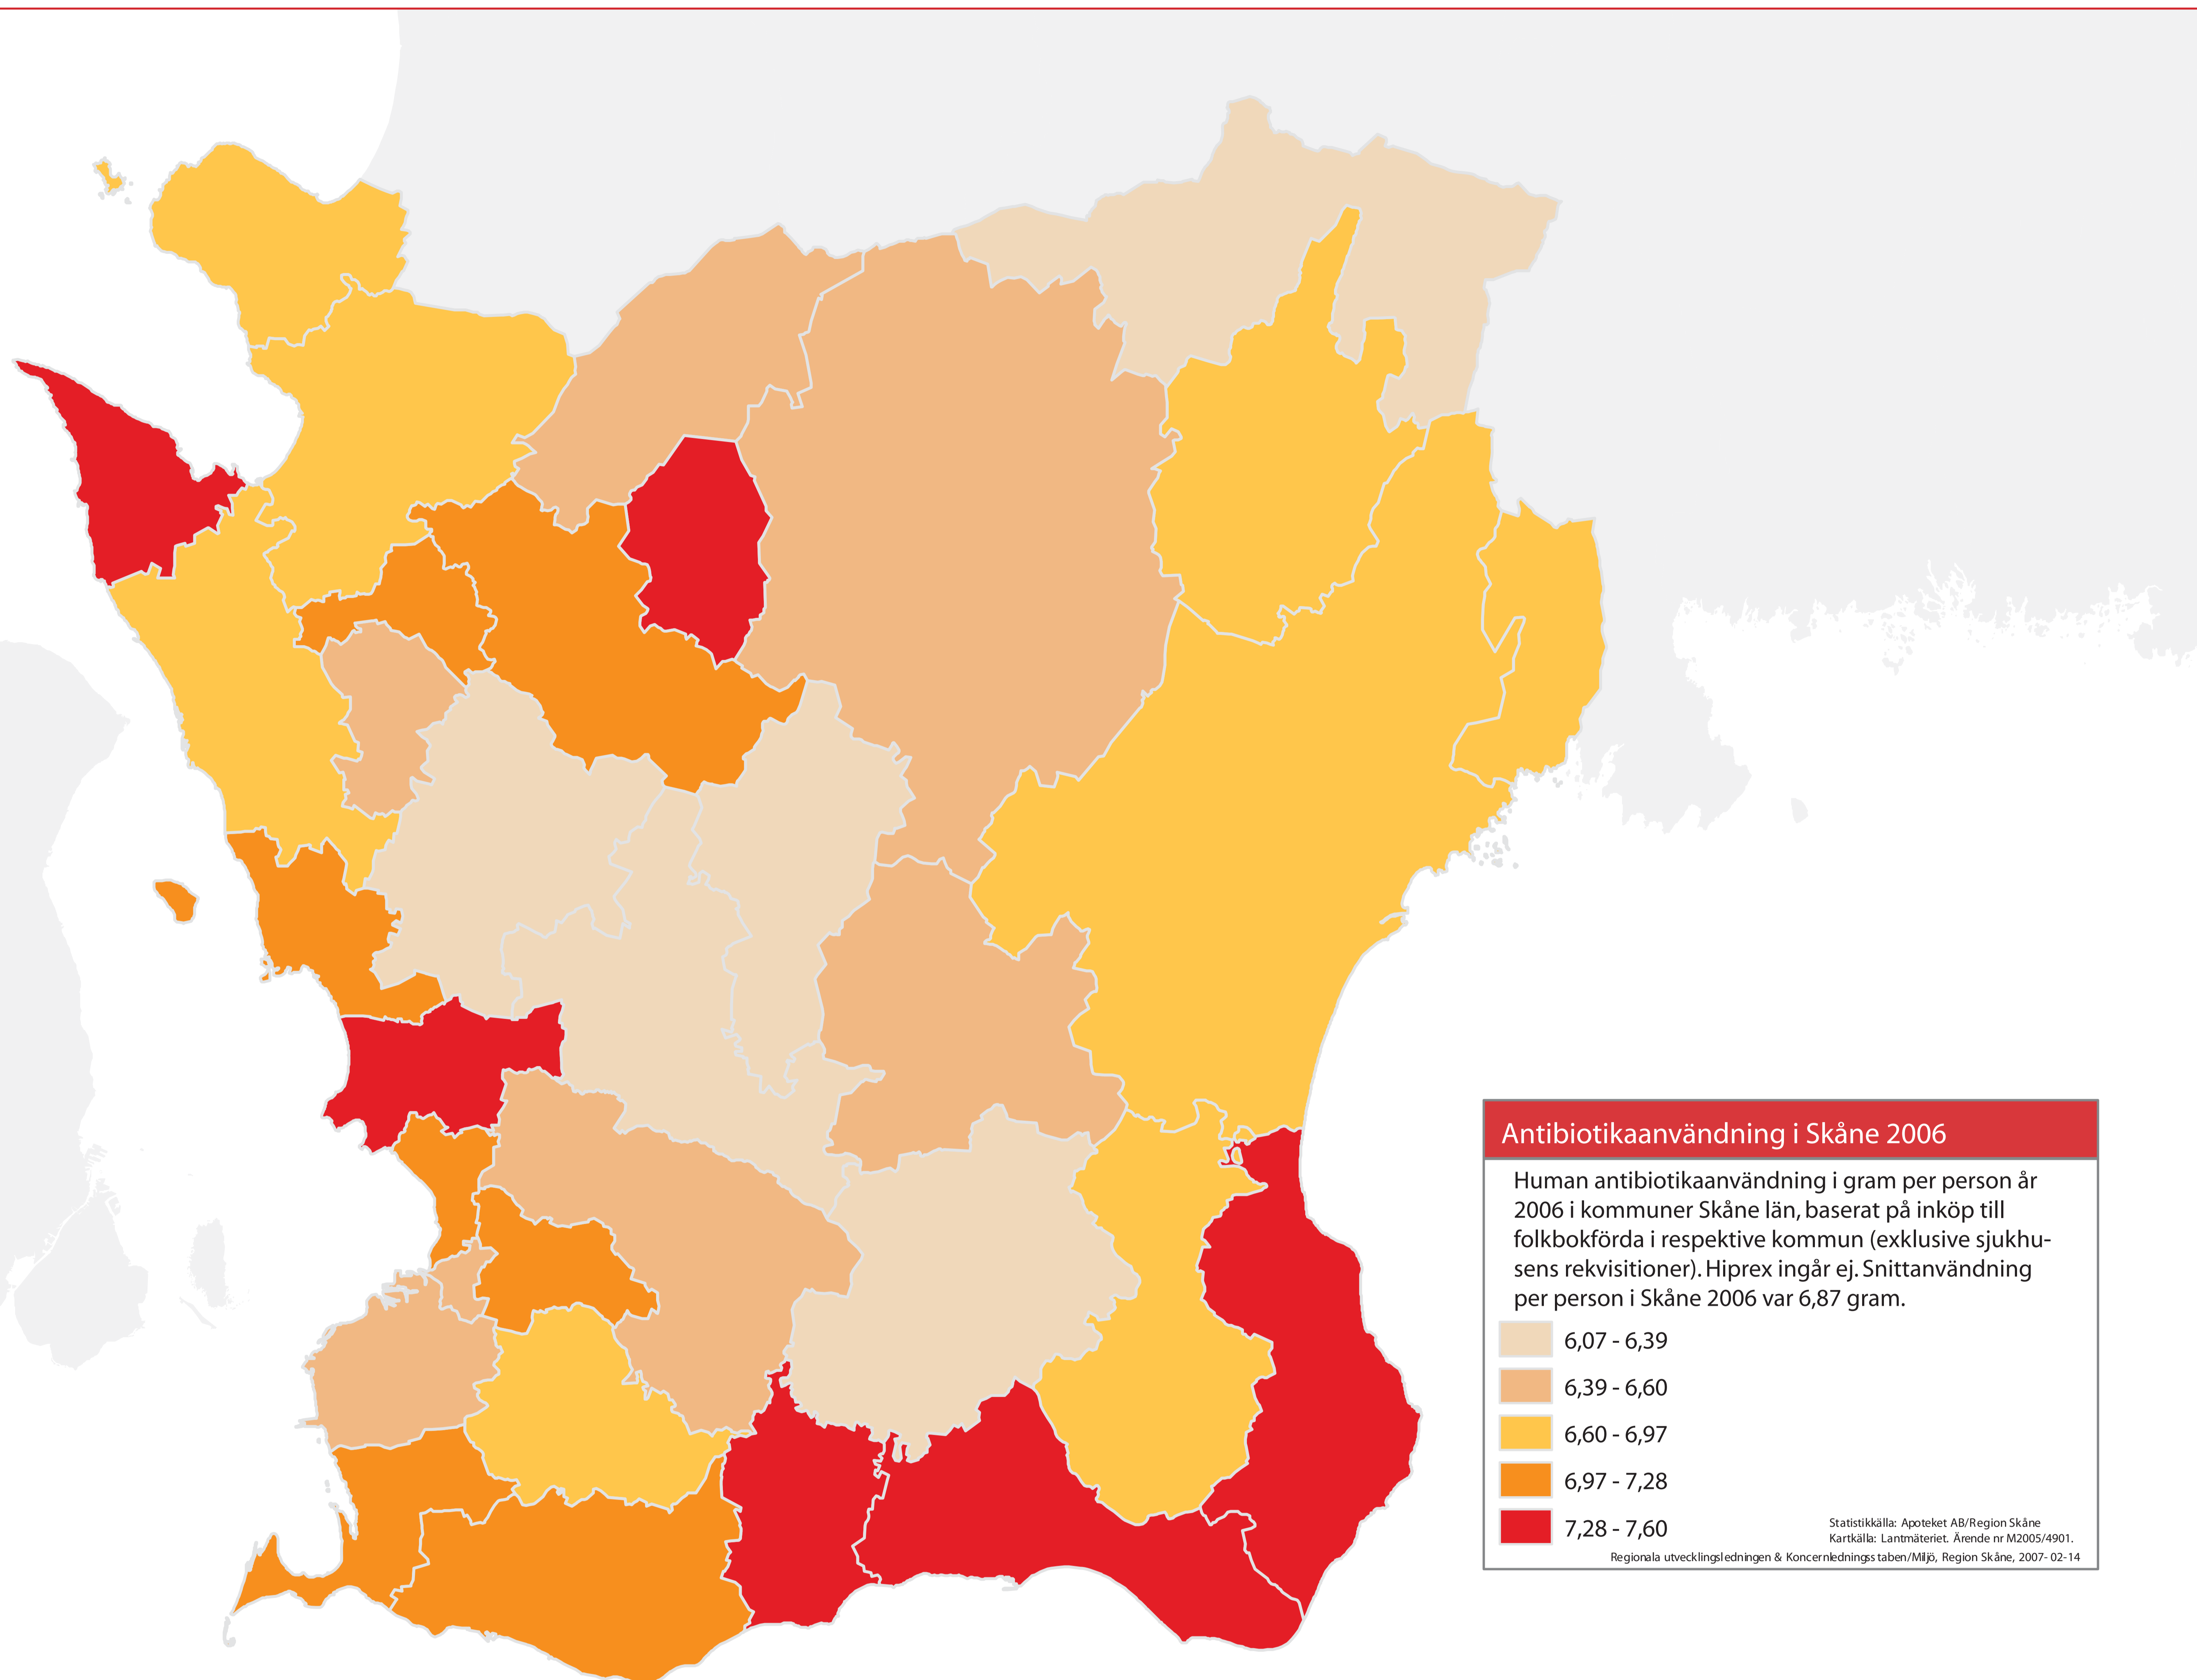 Antibiotikaanvändning i Skåne 2006
Human antibiotikaanvändning i gram per person år
2006 i kommuner Skåne län, baserat på inköp till
folkbokförda i respektive kommun (exklusive sjukhu-
sens rekvisitioner). Hiprex ingår ej. Snittanvändning
per person i Skåne 2006 var 6,87 gram.
6,07 - 6,39
6,39 - 6,60
6,60 - 6,97
6,97 - 7,28
7,28 - 7,60
Statistikkälla: Apoteket AB/Region Skåne
Kartkälla: Lantmäteriet. Ärende nr M2005/4901.
Regionala utvecklingsledningen & Koncernledningsstaben/Miljö, Region Skåne, 2007-02-14